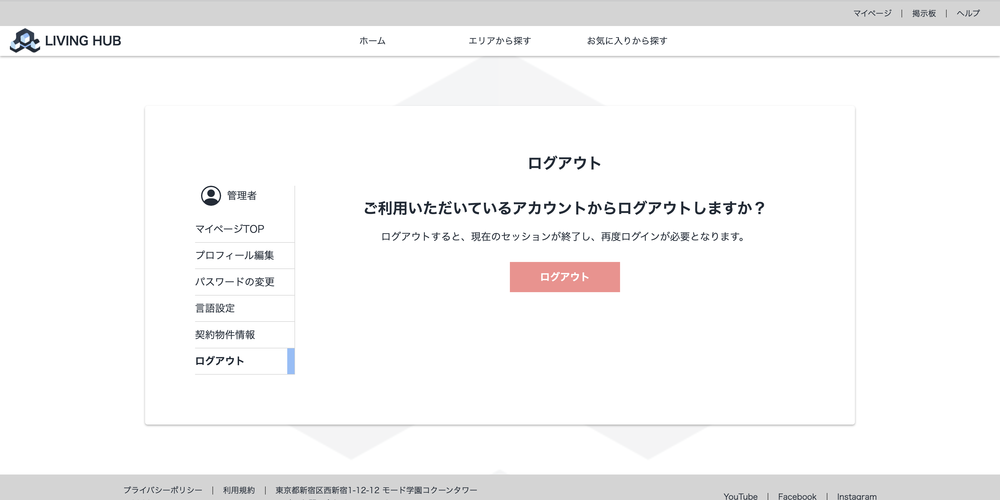 マイページ | 掲示板 | ヘルプ
LIVING HUB
ホーム エリアから探す お気に入りから探す
ログアウト
管理者
マイページTOP
プロフィール編集
パスワードの変更
言語設定
契約物件情報
ログアウト
ご利用いただいているアカウントからログアウトしますか？
ログアウトすると、現在のセッションが終了し、再度ログインが必要となります。
ログアウト
プライバシーポリシー | 利用規約 | 東京都新宿区西新宿1-12-12 モード学園コクーンタワー
YouTube | Facebook | Instagram